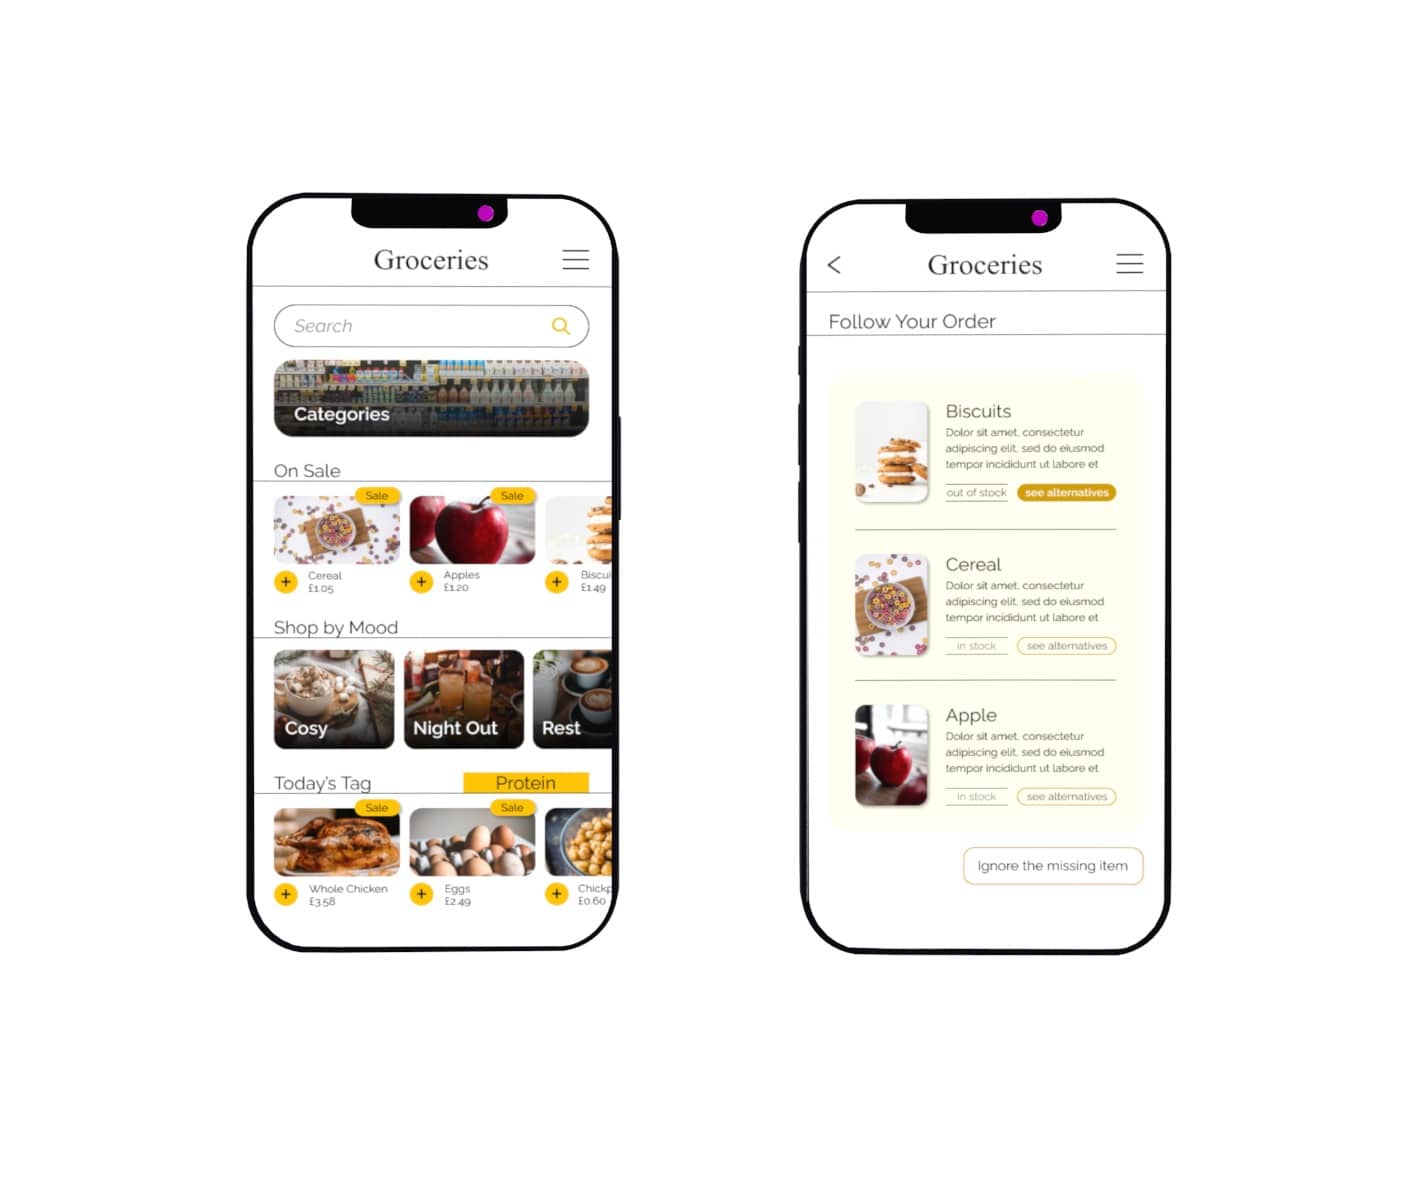 Groceries
Search
Categories
On Sale
Sale
Sale
Cereal
£1.05
Apples
£1.20
Biscui
£1.49
Shop by Mood
Cosy
Night Out
Rest
Today's Tag
Protein
Sale
Sale
Whole Chicken
£3.58
Eggs
£2.49
Chickp
£0.60
Groceries
Follow Your Order
Biscuits
Dolor sit amet, consectetur
adipiscing elit, sed do eiusmod
tempor incididunt ut labore et
out of stock
see alternatives
Cereal
Dolor sit amet, consectetur
adipiscing elit, sed do eiusmod
tempor incididunt ut labore et
in stock
see alternatives
Apple
Dolor sit amet, consectetur
adipiscing elit, sed do eiusmod
tempor incididunt ut labore et
in stock
see alternatives
Ignore the missing item